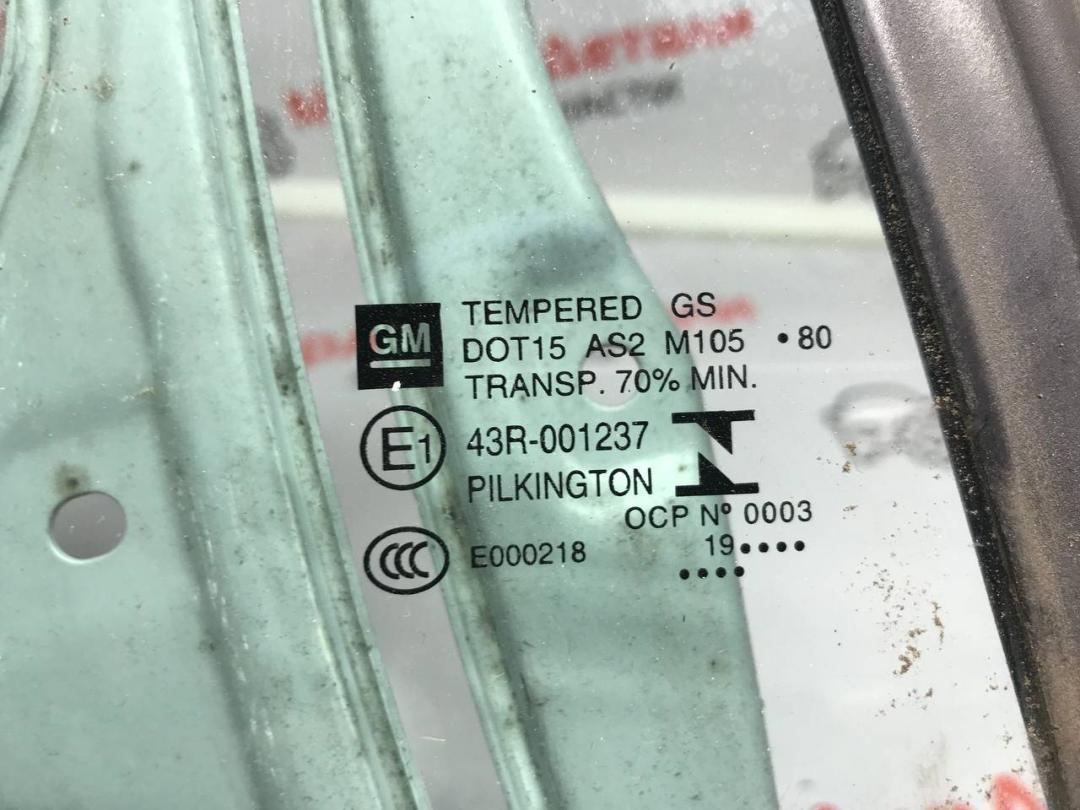 Детали
GM
TEMPERED GS
DOT15 AS2 M105 •80
TRANSP. 70% MIN.
E1
43R-001237
PILKINGTON
OCP Nº 0003
CCC
E000218
19••••
••••